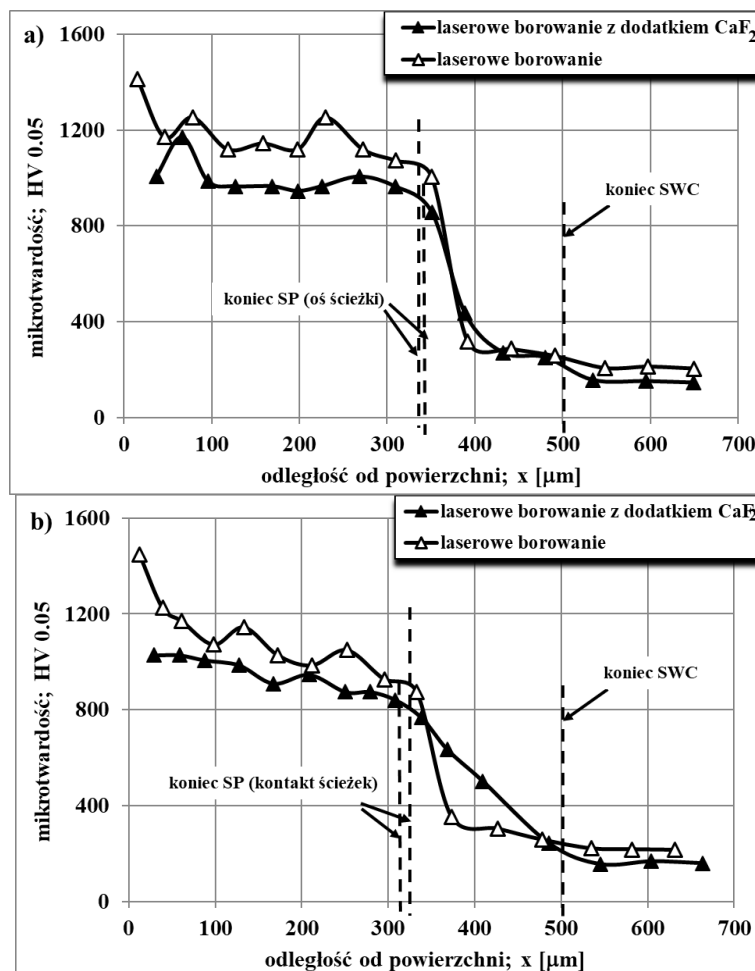 a)
laserowe borowanie z dodatkiem CaF2
laserowe borowanie
1600
1200
800
400
0
mikrotwardość; HV 0.05
koniec SWC
koniec SP (oś ścieżki)
0 100 200 300 400 500 600 700
odległość od powierzchni; x [µm]
b)
laserowe borowanie z dodatkiem CaF2
laserowe borowanie
1600
1200
800
400
0
mikrotwardość; HV 0.05
koniec SWC
koniec SP (kontakt ścieżek)
0 100 200 300 400 500 600 700
odległość od powierzchni; x [µm]